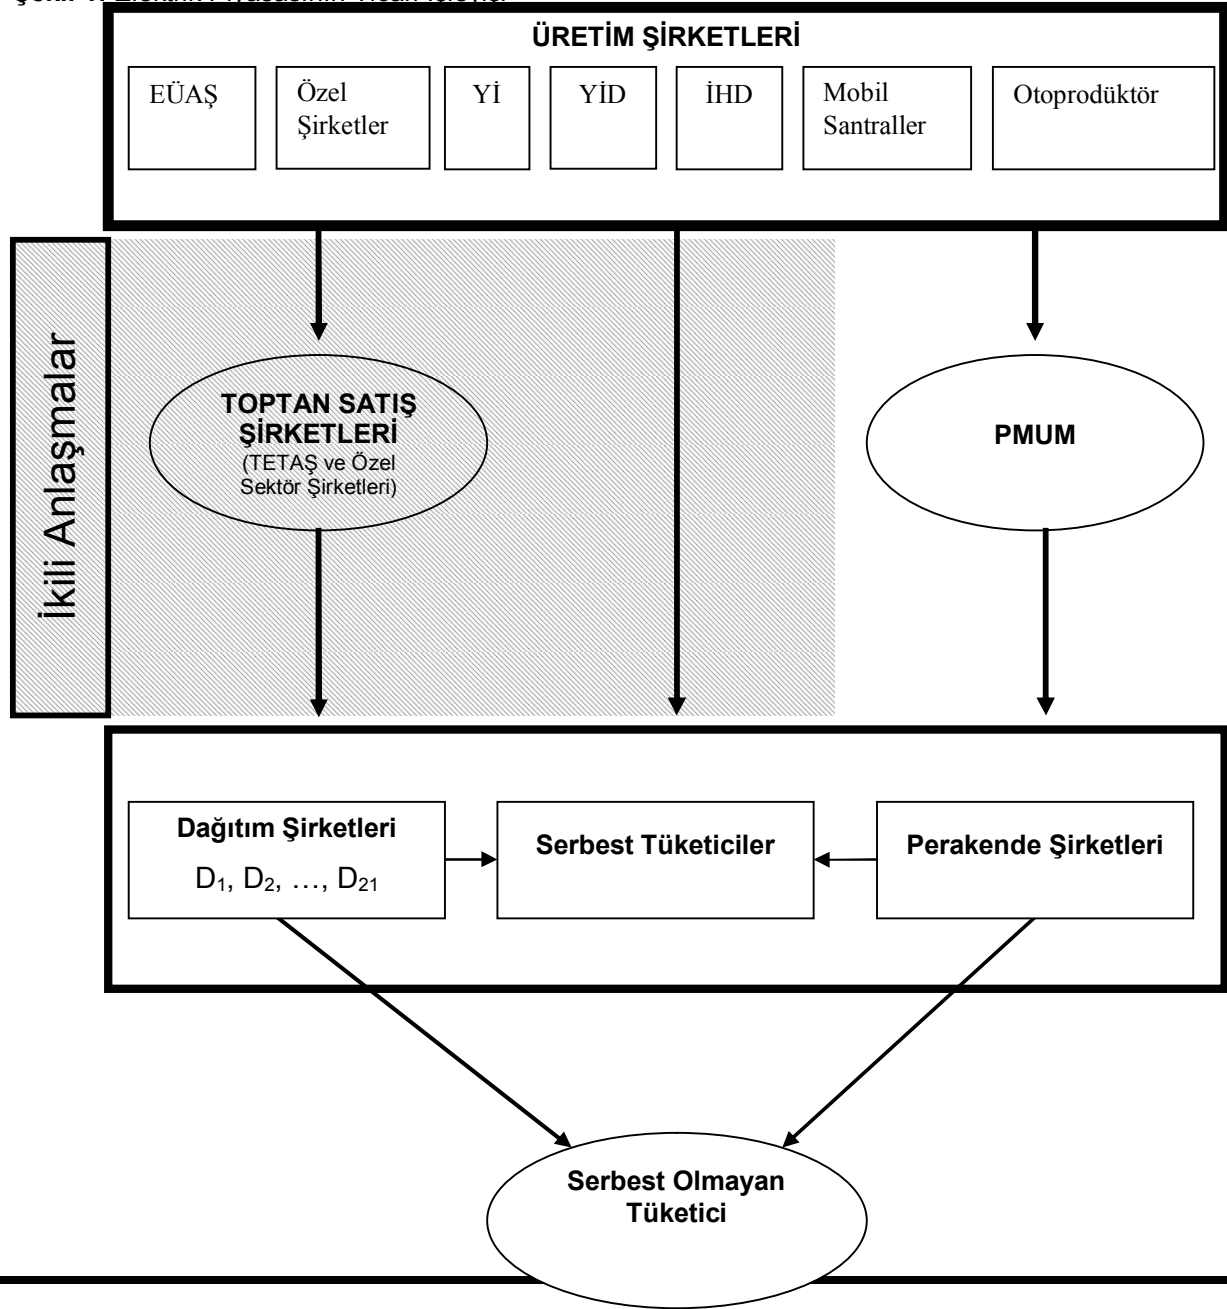 ÜRETİM ŞİRKETLERİ
EÜAŞ
Özel
Şirketler
Yİ
YİD
İHD
Mobil
Santraller
Otoprodüktör
İkili Anlaşmalar
TOPTAN SATIŞ
ŞİRKETLERİ
(TETAŞ ve Özel
Sektör Şirketleri)
PMUM
Dağıtım Şirketleri
D1, D2, …, D21
Serbest Tüketiciler
Perakende Şirketleri
Serbest Olmayan
Tüketici